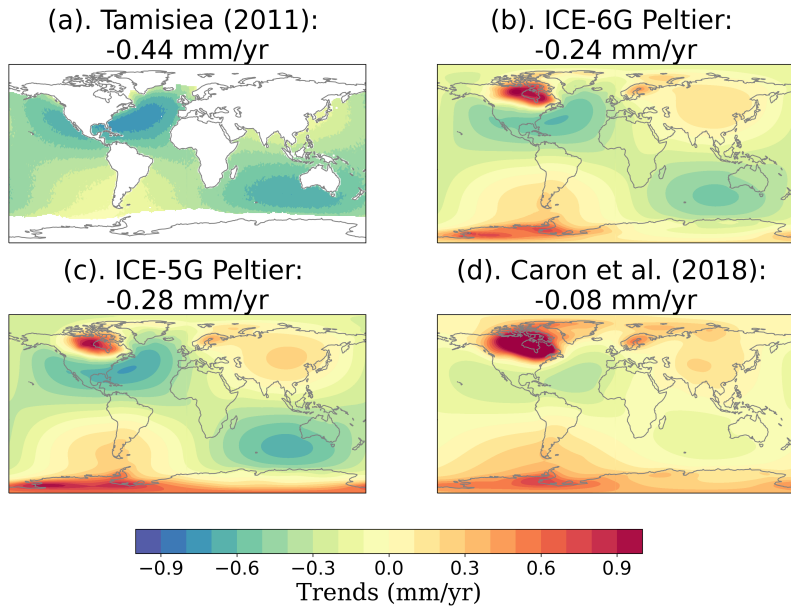 (a). Tamisiea (2011):
-0.44 mm/yr
(b). ICE-6G Peltier:
-0.24 mm/yr
(c). ICE-5G Peltier:
-0.28 mm/yr
(d). Caron et al. (2018):
-0.08 mm/yr
−0.9 −0.6 −0.3 0.0 0.3 0.6 0.9
Trends (mm/yr)